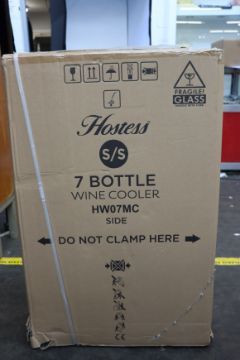 FRAGILE!
GLASS
Hostess
S/S
7 BOTTLE
WINE COOLER
HW07MC
SIDE
DO NOT CLAMP HERE